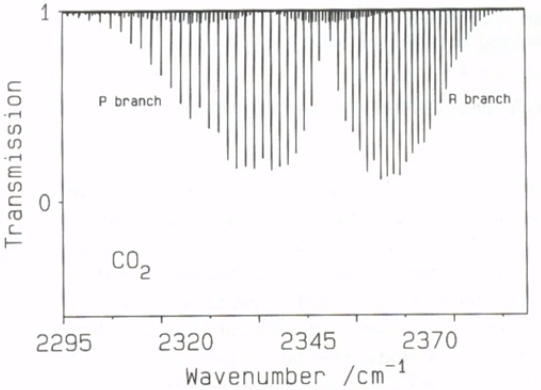 1
P branch
R branch
Transmission
0
CO2
2295 2320 2345 2370
Wavenumber /cm-1